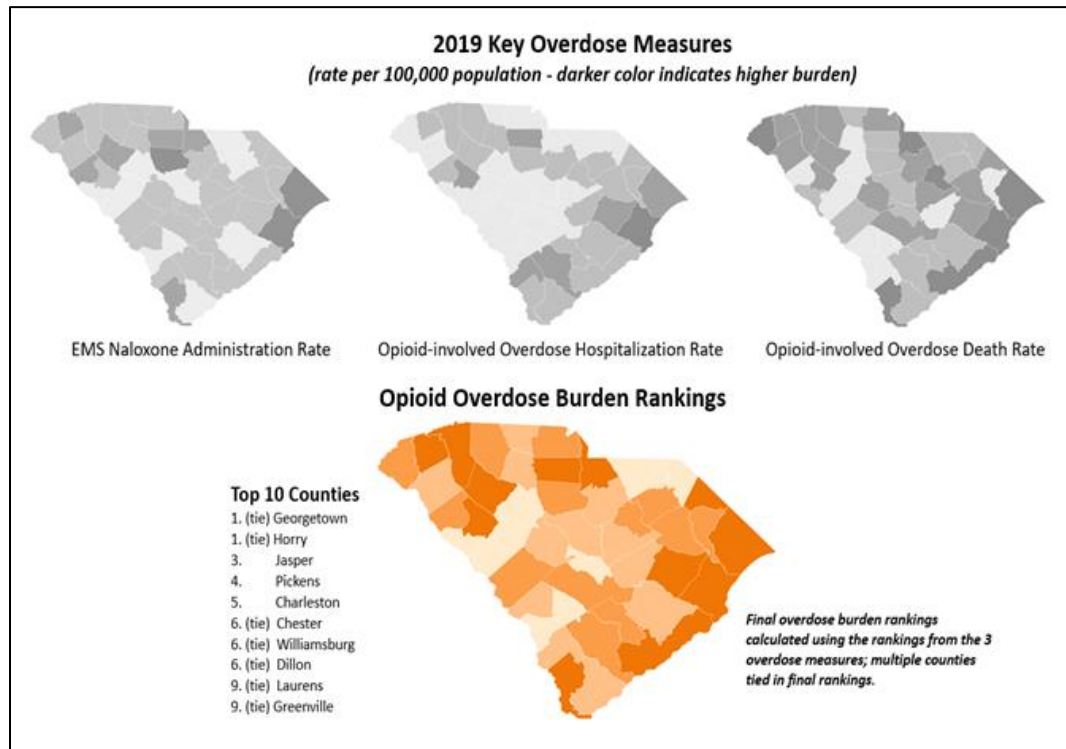 2019 Key Overdose Measures
(rate per 100,000 population - darker color indicates higher burden)
EMS Naloxone Administration Rate
Opioid-involved Overdose Hospitalization Rate
Opioid-involved Overdose Death Rate
Opioid Overdose Burden Rankings
Top 10 Counties
1. (tie) Georgetown
1. (tie) Horry
3. Jasper
4. Pickens
5. Charleston
6. (tie) Chester
6. (tie) Williamsburg
6. (tie) Dillon
9. (tie) Laurens
9. (tie) Greenville
Final overdose burden rankings
calculated using the rankings from the 3
overdose measures; multiple counties
tied in final rankings.